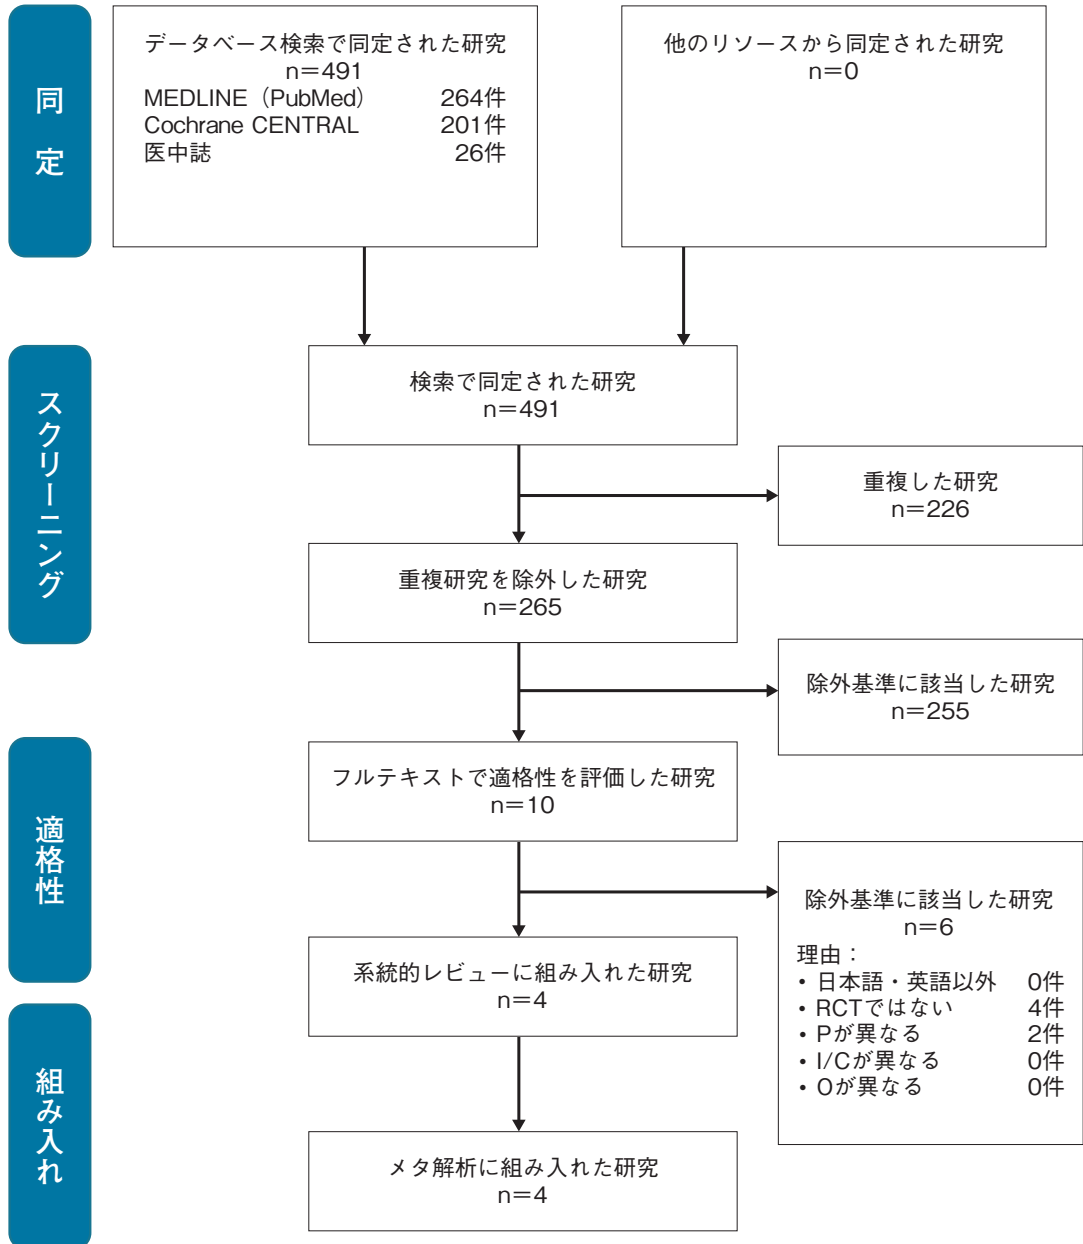 同定
データベース検索で同定された研究
n＝491
MEDLINE（PubMed） 264件
Cochrane CENTRAL 201件
医中誌 26件
他のリソースから同定された研究
n＝0
スクリーニング
検索で同定された研究
n＝491
重複した研究
n＝226
重複研究を除外した研究
n＝265
除外基準に該当した研究
n＝255
適格性
フルテキストで適格性を評価した研究
n＝10
除外基準に該当した研究
n＝6
理由：
・日本語・英語以外 0件
・RCTではない 4件
・Pが異なる 2件
・I/Cが異なる 0件
・Oが異なる 0件
系統的レビューに組み入れた研究
n＝4
組み入れ
メタ解析に組み入れた研究
n＝4